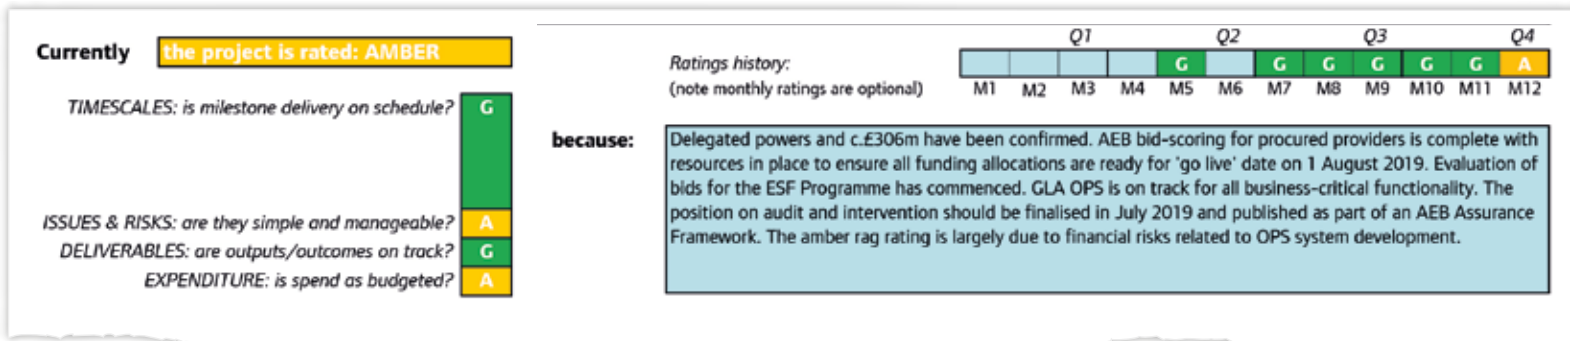 Currently the project is rated: AMBER
TIMESCALES: is milestone delivery on schedule? G
ISSUES & RISKS: are they simple and manageable? A
DELIVERABLES: are outputs/outcomes on track? G
EXPENDITURE: is spend as budgeted? A
Q1 Q2 Q3 Q4
Ratings history: G G G G G G A
(note monthly ratings are optional) M1 M2 M3 M4 M5 M6 M7 M8 M9 M10 M11 M12
because:
Delegated powers and c.£306m have been confirmed. AEB bid-scoring for procured providers is complete with
resources in place to ensure all funding allocations are ready for 'go live' date on 1 August 2019. Evaluation of
bids for the ESF Programme has commenced. GLA OPS is on track for all business-critical functionality. The
position on audit and intervention should be finalised in July 2019 and published as part of an AEB Assurance
Framework. The amber rag rating is largely due to financial risks related to OPS system development.